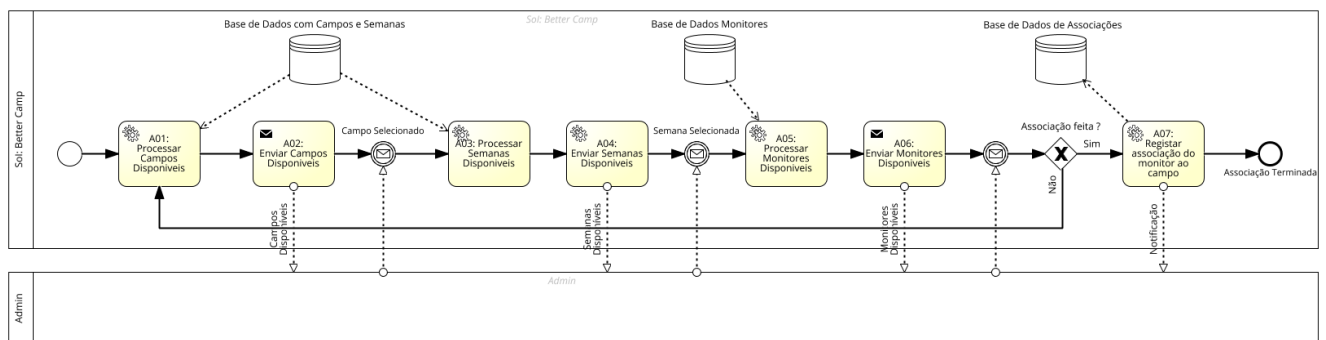 Sol: Better Camp
Sol: Better Camp
Base de Dados com Campos e Semanas
Base de Dados Monitores
Base de Dados de Associações
A01:
Processar
Campos
Disponiveis
A02:
Enviar Campos
Disponiveis
Campo Selecionado
A03: Processar
Semanas
Disponiveis
A04:
Enviar Semanas
Disponiveis
Semana Selecionada
A05:
Processar
Monitores
Disponiveis
A06:
Enviar Monitores
Disponiveis
Associação feita ?
Sim
Não
A07:
Registar
associação do
monitor ao
campo
Associação Terminada
Campos
Disponíveis
Semanas
Disponíveis
Monitores
Disponíveis
Notificação
Admin
Admin